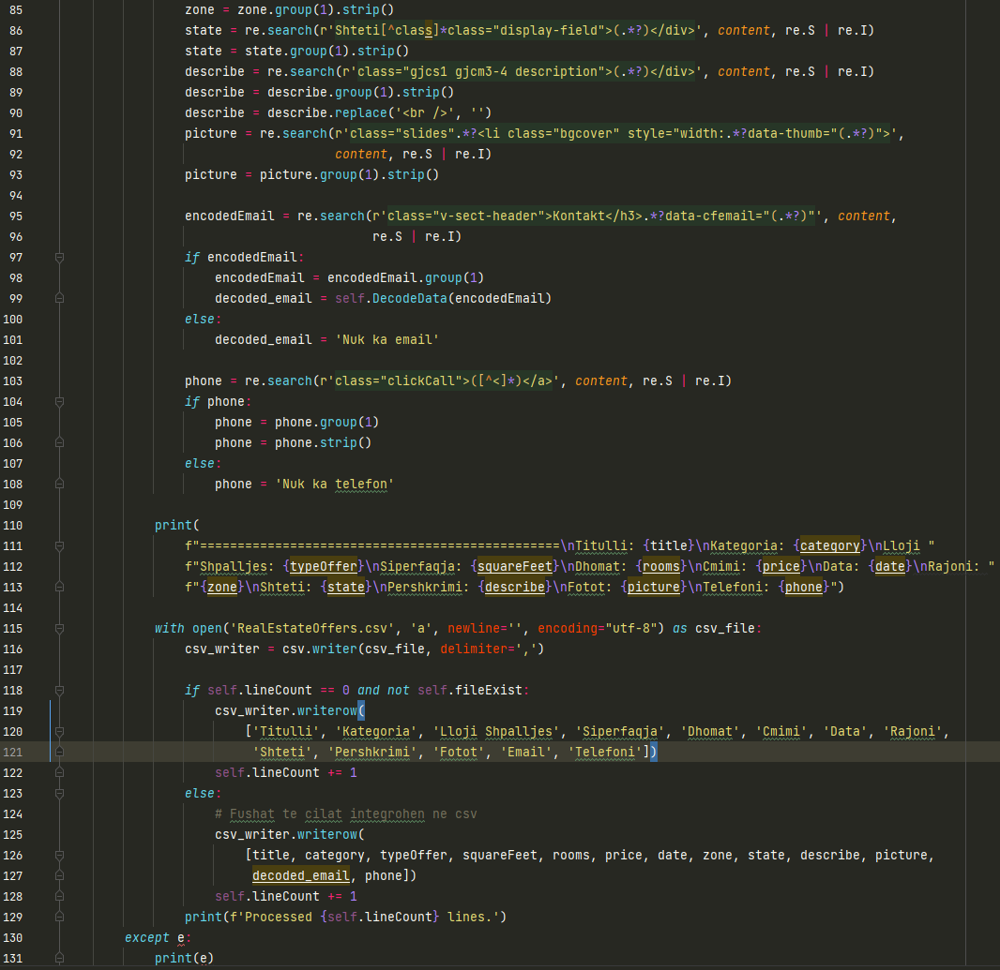 85 zone = zone.group(1).strip()
86 state = re.search(r'Shteti[^class]*class="display-field">(.*?)</div>', content, re.S | re.I)
87 state = state.group(1).strip()
88 describe = re.search(r'class="gjcs1 gjcm3-4 description">(.*?)</div>', content, re.S | re.I)
89 describe = describe.group(1).strip()
90 describe = describe.replace('<br />', '')
91 picture = re.search(r'class="slides".*?<li class="bgcover" style="width:.*?data-thumb="(.*?)">',
92 content, re.S | re.I)
93 picture = picture.group(1).strip()
94
95 encodedEmail = re.search(r'class="v-sect-header">Kontakt</h3>.*?data-cfemail="(.*?)"', content,
96 re.S | re.I)
97 if encodedEmail:
98 encodedEmail = encodedEmail.group(1)
99 decoded_email = self.DecodeData(encodedEmail)
100 else:
101 decoded_email = 'Nuk ka email'
102
103 phone = re.search(r'class="clickCall">([^<]*)</a>', content, re.S | re.I)
104 if phone:
105 phone = phone.group(1)
106 phone = phone.strip()
107 else:
108 phone = 'Nuk ka telefon'
109
110 print(
111 f"================================================\nTitulli: {title}\nKategoria: {category}\nLloji "
112 f"Shpalljes: {typeOffer}\nSiperfaqja: {squareFeet}\nDhomat: {rooms}\nCmimi: {price}\nData: {date}\nRajoni: "
113 f"{zone}\nShteti: {state}\nPershkrimi: {describe}\nFotot: {picture}\nTelefoni: {phone}")
114
115 with open('RealEstateOffers.csv', 'a', newline='', encoding="utf-8") as csv_file:
116 csv_writer = csv.writer(csv_file, delimiter=',')
117
118 if self.lineCount == 0 and not self.fileExist:
119 csv_writer.writerow(
120 ['Titulli', 'Kategoria', 'Lloji Shpalljes', 'Siperfaqja', 'Dhomat', 'Cmimi', 'Data', 'Rajoni',
121 'Shteti', 'Pershkrimi', 'Fotot', 'Email', 'Telefoni'])
122 self.lineCount += 1
123 else:
124 # Fushat te cilat integrohen ne csv
125 csv_writer.writerow(
126 [title, category, typeOffer, squareFeet, rooms, price, date, zone, state, describe, picture,
127 decoded_email, phone])
128 self.lineCount += 1
129 print(f'Processed {self.lineCount} lines.')
130 except e:
131 print(e)